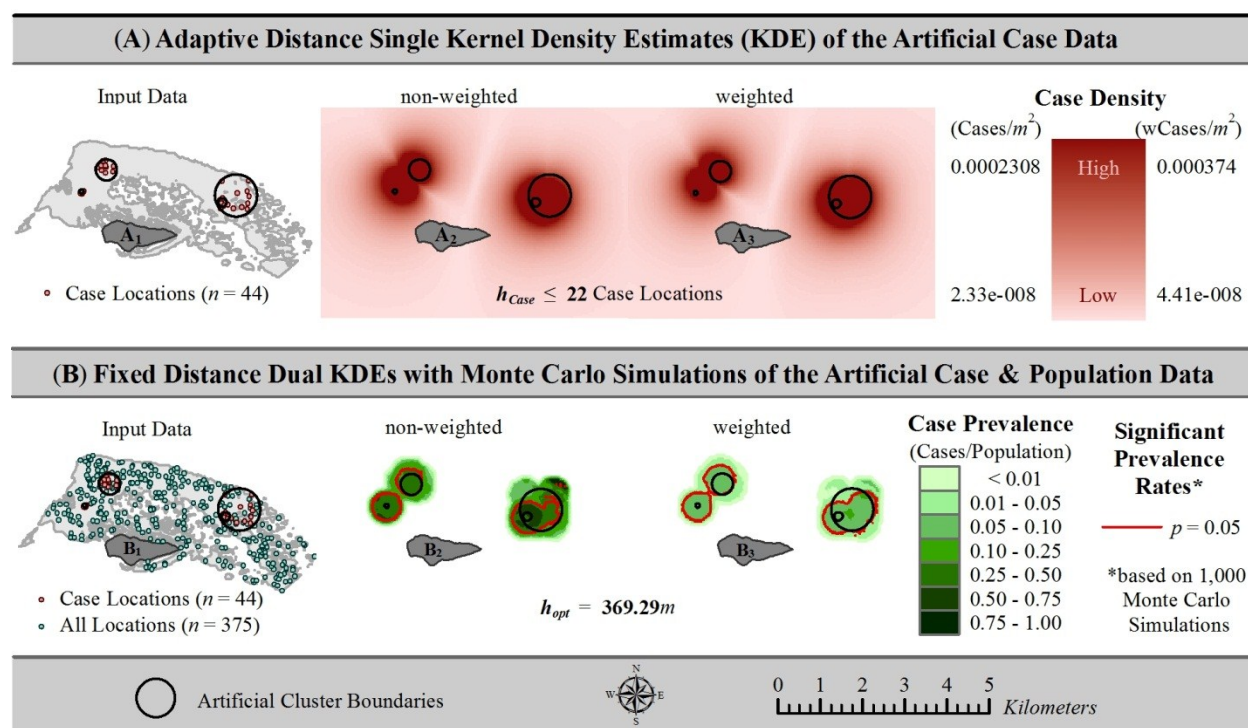 (A) Adaptive Distance Single Kernel Density Estimates (KDE) of the Artificial Case Data
Input Data
non-weighted
weighted
Case Density
(Cases/m²)
(wCases/m²)
0.0002308
High
0.000374
A₁
A₂
A₃
Case Locations (n = 44)
h_Case ≤ 22 Case Locations
2.33e-008
Low
4.41e-008
(B) Fixed Distance Dual KDEs with Monte Carlo Simulations of the Artificial Case & Population Data
Input Data
non-weighted
weighted
Case Prevalence
(Cases/Population)
< 0.01
0.01 - 0.05
0.05 - 0.10
0.10 - 0.25
0.25 - 0.50
0.50 - 0.75
0.75 - 1.00
Significant
Prevalence
Rates*
p = 0.05
*based on 1,000
Monte Carlo
Simulations
B₁
B₂
B₃
Case Locations (n = 44)
All Locations (n = 375)
h_opt = 369.29m
Artificial Cluster Boundaries
N
W
E
S
0 1 2 3 4 5
Kilometers